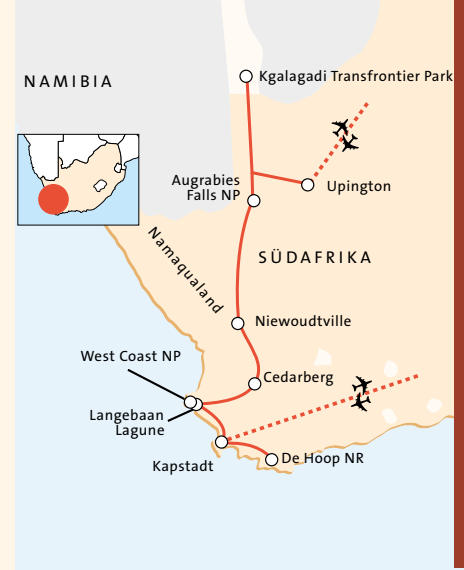 Kgalagadi Transfrontier Park
NAMIBIA
Augrabies
Falls NP
Upington
Namaqualand
SÜDAFRIKA
Niewoudtville
West Coast NP
Cedarberg
Langebaan
Lagune
Kapstadt
De Hoop NR